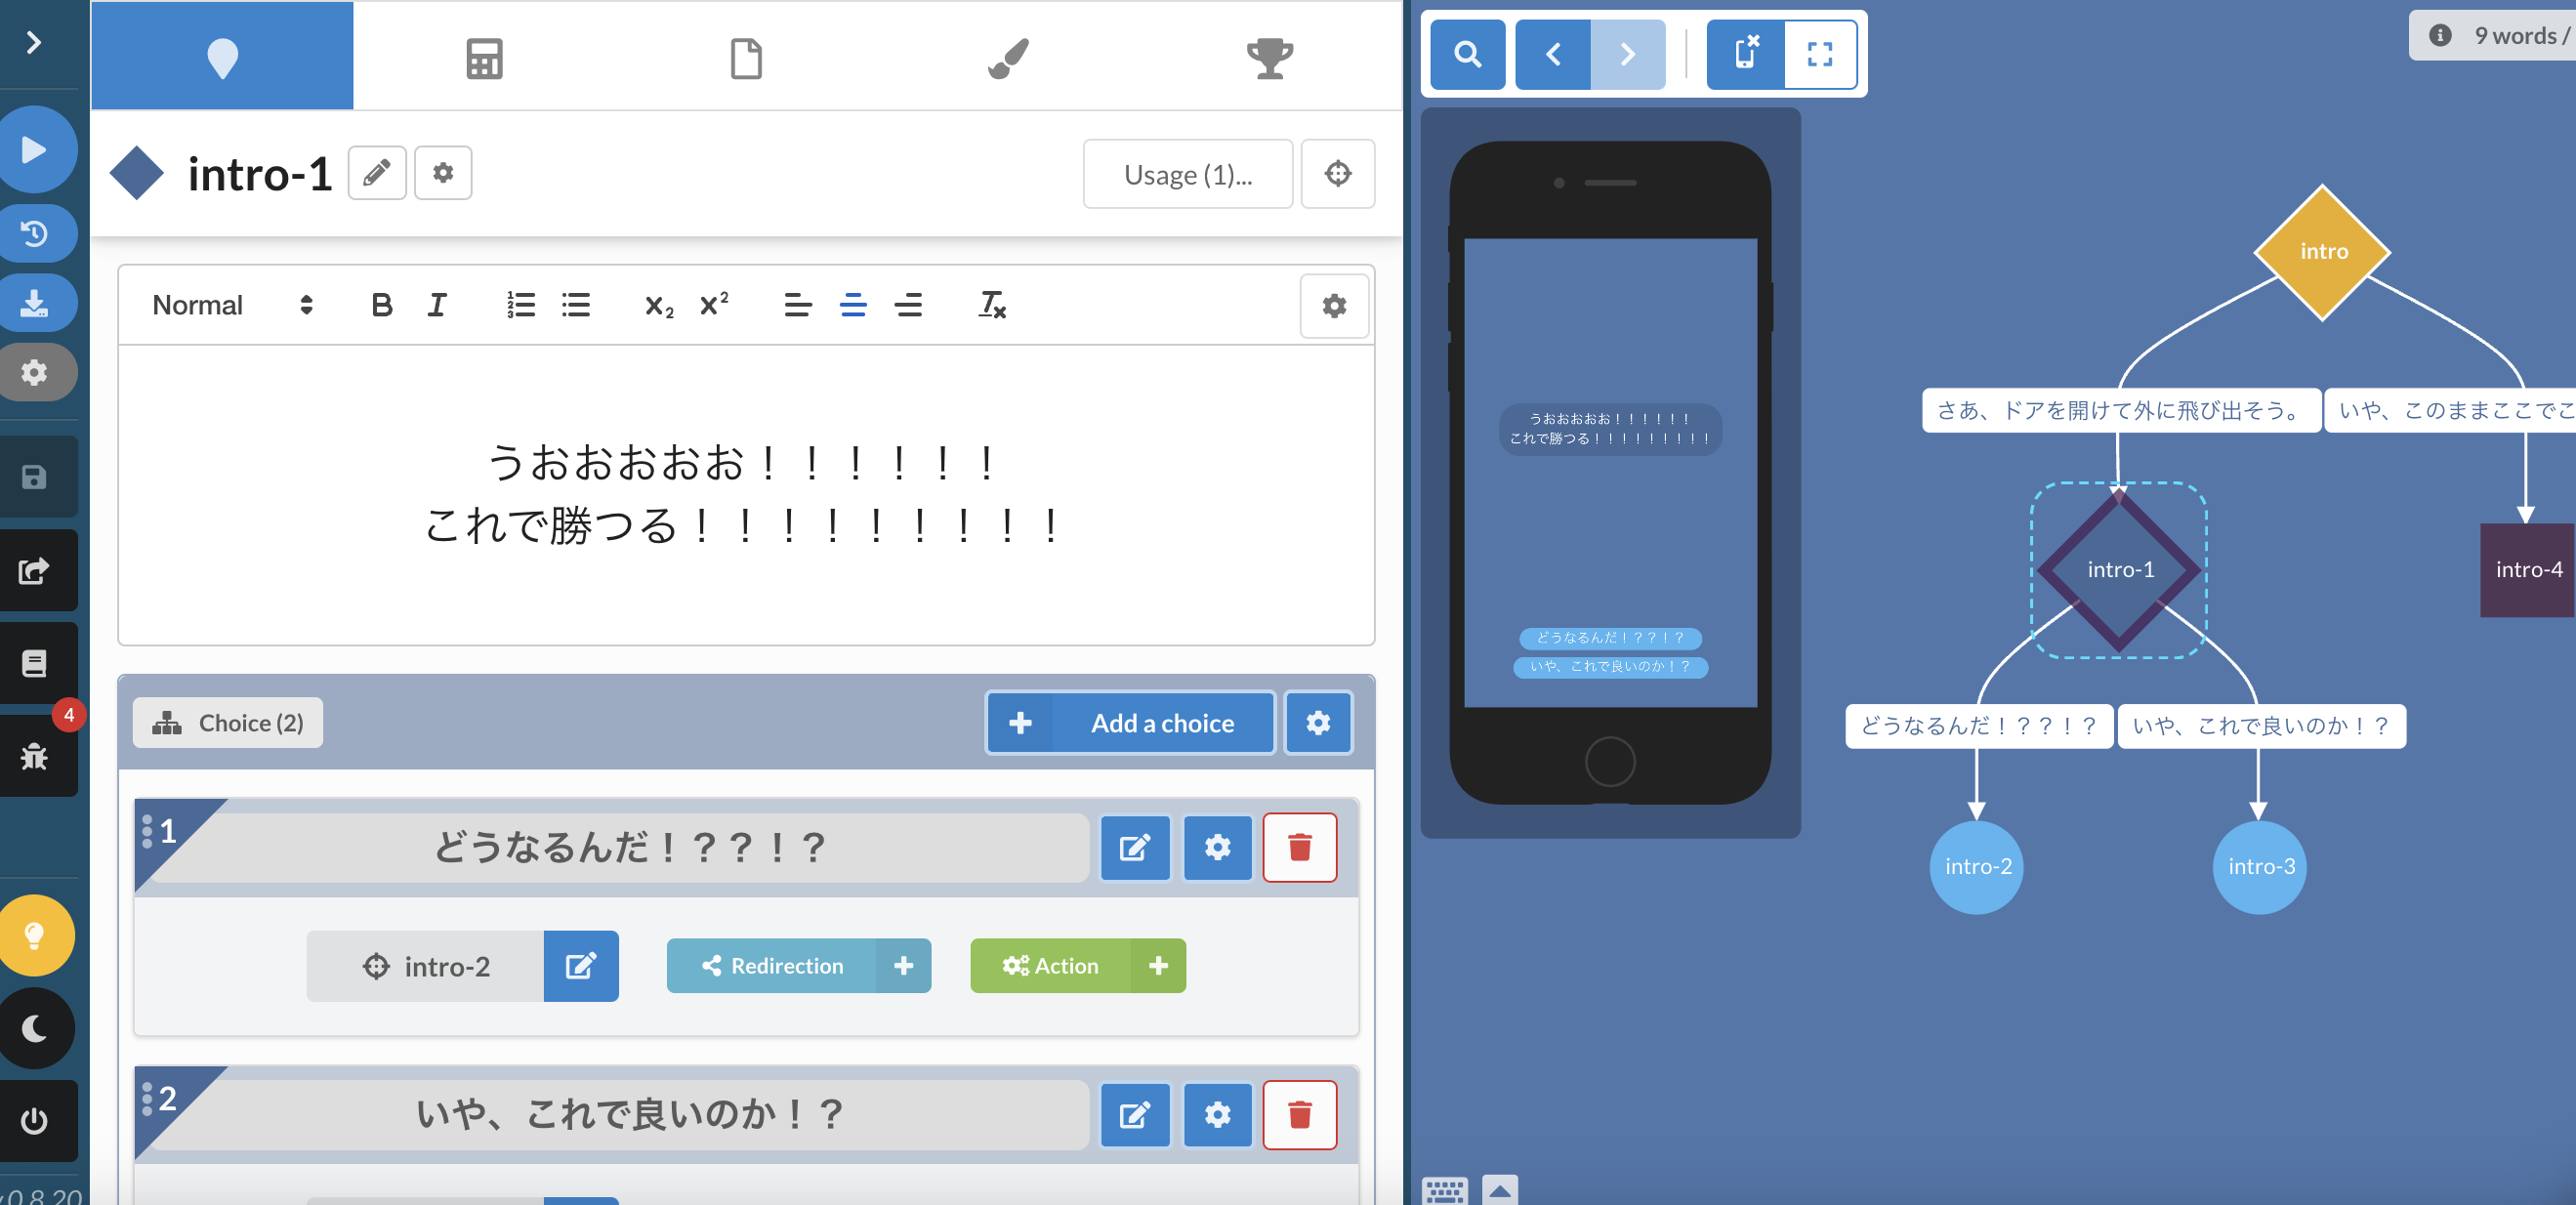 intro-1
Usage (1)...
Normal
うおおおおお！！！！！！
これで勝つる！！！！！！！！！
Choice (2)
Add a choice
1
どうなるんだ！？？！？
intro-2
Redirection
Action
2
いや、これで良いのか！？
4
v.0.8.20
9 words /
うおおおおお！！！！！！
これで勝つる！！！！！！！！！
どうなるんだ！？？！？
いや、これで良いのか！？
intro
さあ、ドアを開けて外に飛び出そう。
いや、このままここでこ
intro-1
intro-4
どうなるんだ！？？！？
いや、これで良いのか！？
intro-2
intro-3